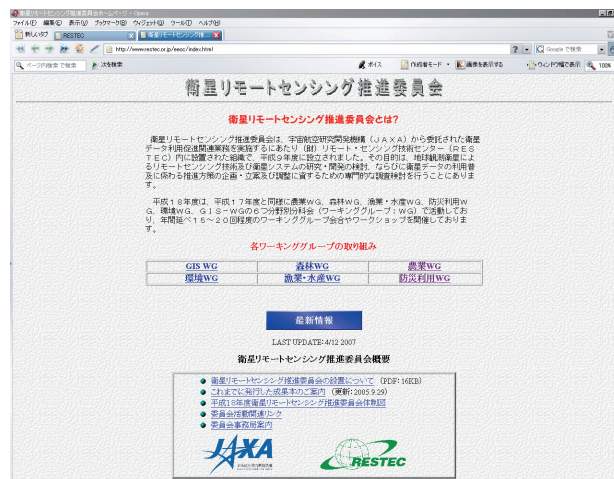 衛星リモートセンシング推進委員会ホームページ - Opera
ファイル(F) 編集(E) 表示(V) ブックマーク(B) ウィジェット(W) ツール(T) ヘルプ(H)
新しいタブ RESTEC 衛星リモートセンシング推...
http://www.restec.or.jp/eeoc/index.html
Google で検索
ページ内検索 で検索 次を検索 ボイス 作成者モード 画像を表示する ウィンドウ幅で表示 100%
衛星リモートセンシング推進委員会
衛星リモートセンシング推進委員会とは?
衛星リモートセンシング推進委員会は、宇宙航空研究開発機構(JAXA)から委託された衛星
データ利用促進関連業務を実施するにあたり(財)リモート・センシング技術センター(RES
TEC)内に設置された組織で、平成9年度に設立されました。その目的は、地球観測衛星によ
るリモートセンシング技術及び衛星システムの研究・開発の検討、ならびに衛星データの利用普
及に係わる推進方策の企画・立案及び調整に資するための専門的な調査検討を行うことにありま
す。
平成18年度は、平成17年度と同様に農業WG、森林WG、漁業・水産WG、防災利用W
G、環境WG、GIS-WGの6つ分野別分科会(ワーキンググループ:WG)で活動してお
り、年間延べ15~20回程度のワーキンググループ会合やワークショップを開催しておりま
す。
各ワーキンググループの取り組み
GIS WG 森林WG 農業WG
環境WG 漁業・水産WG 防災利用WG
最新情報
LAST UPDATE:4/12 2007
衛星リモートセンシング推進委員会概要
衛星リモートセンシング推進委員会の設置について (PDF:16KB)
これまでに発行した成果本のご案内 (更新:2005.9.29)
平成18年度衛星リモートセンシング推進委員会体制図
委員会活動関連リンク
委員会事務局案内
JAXA RESTEC